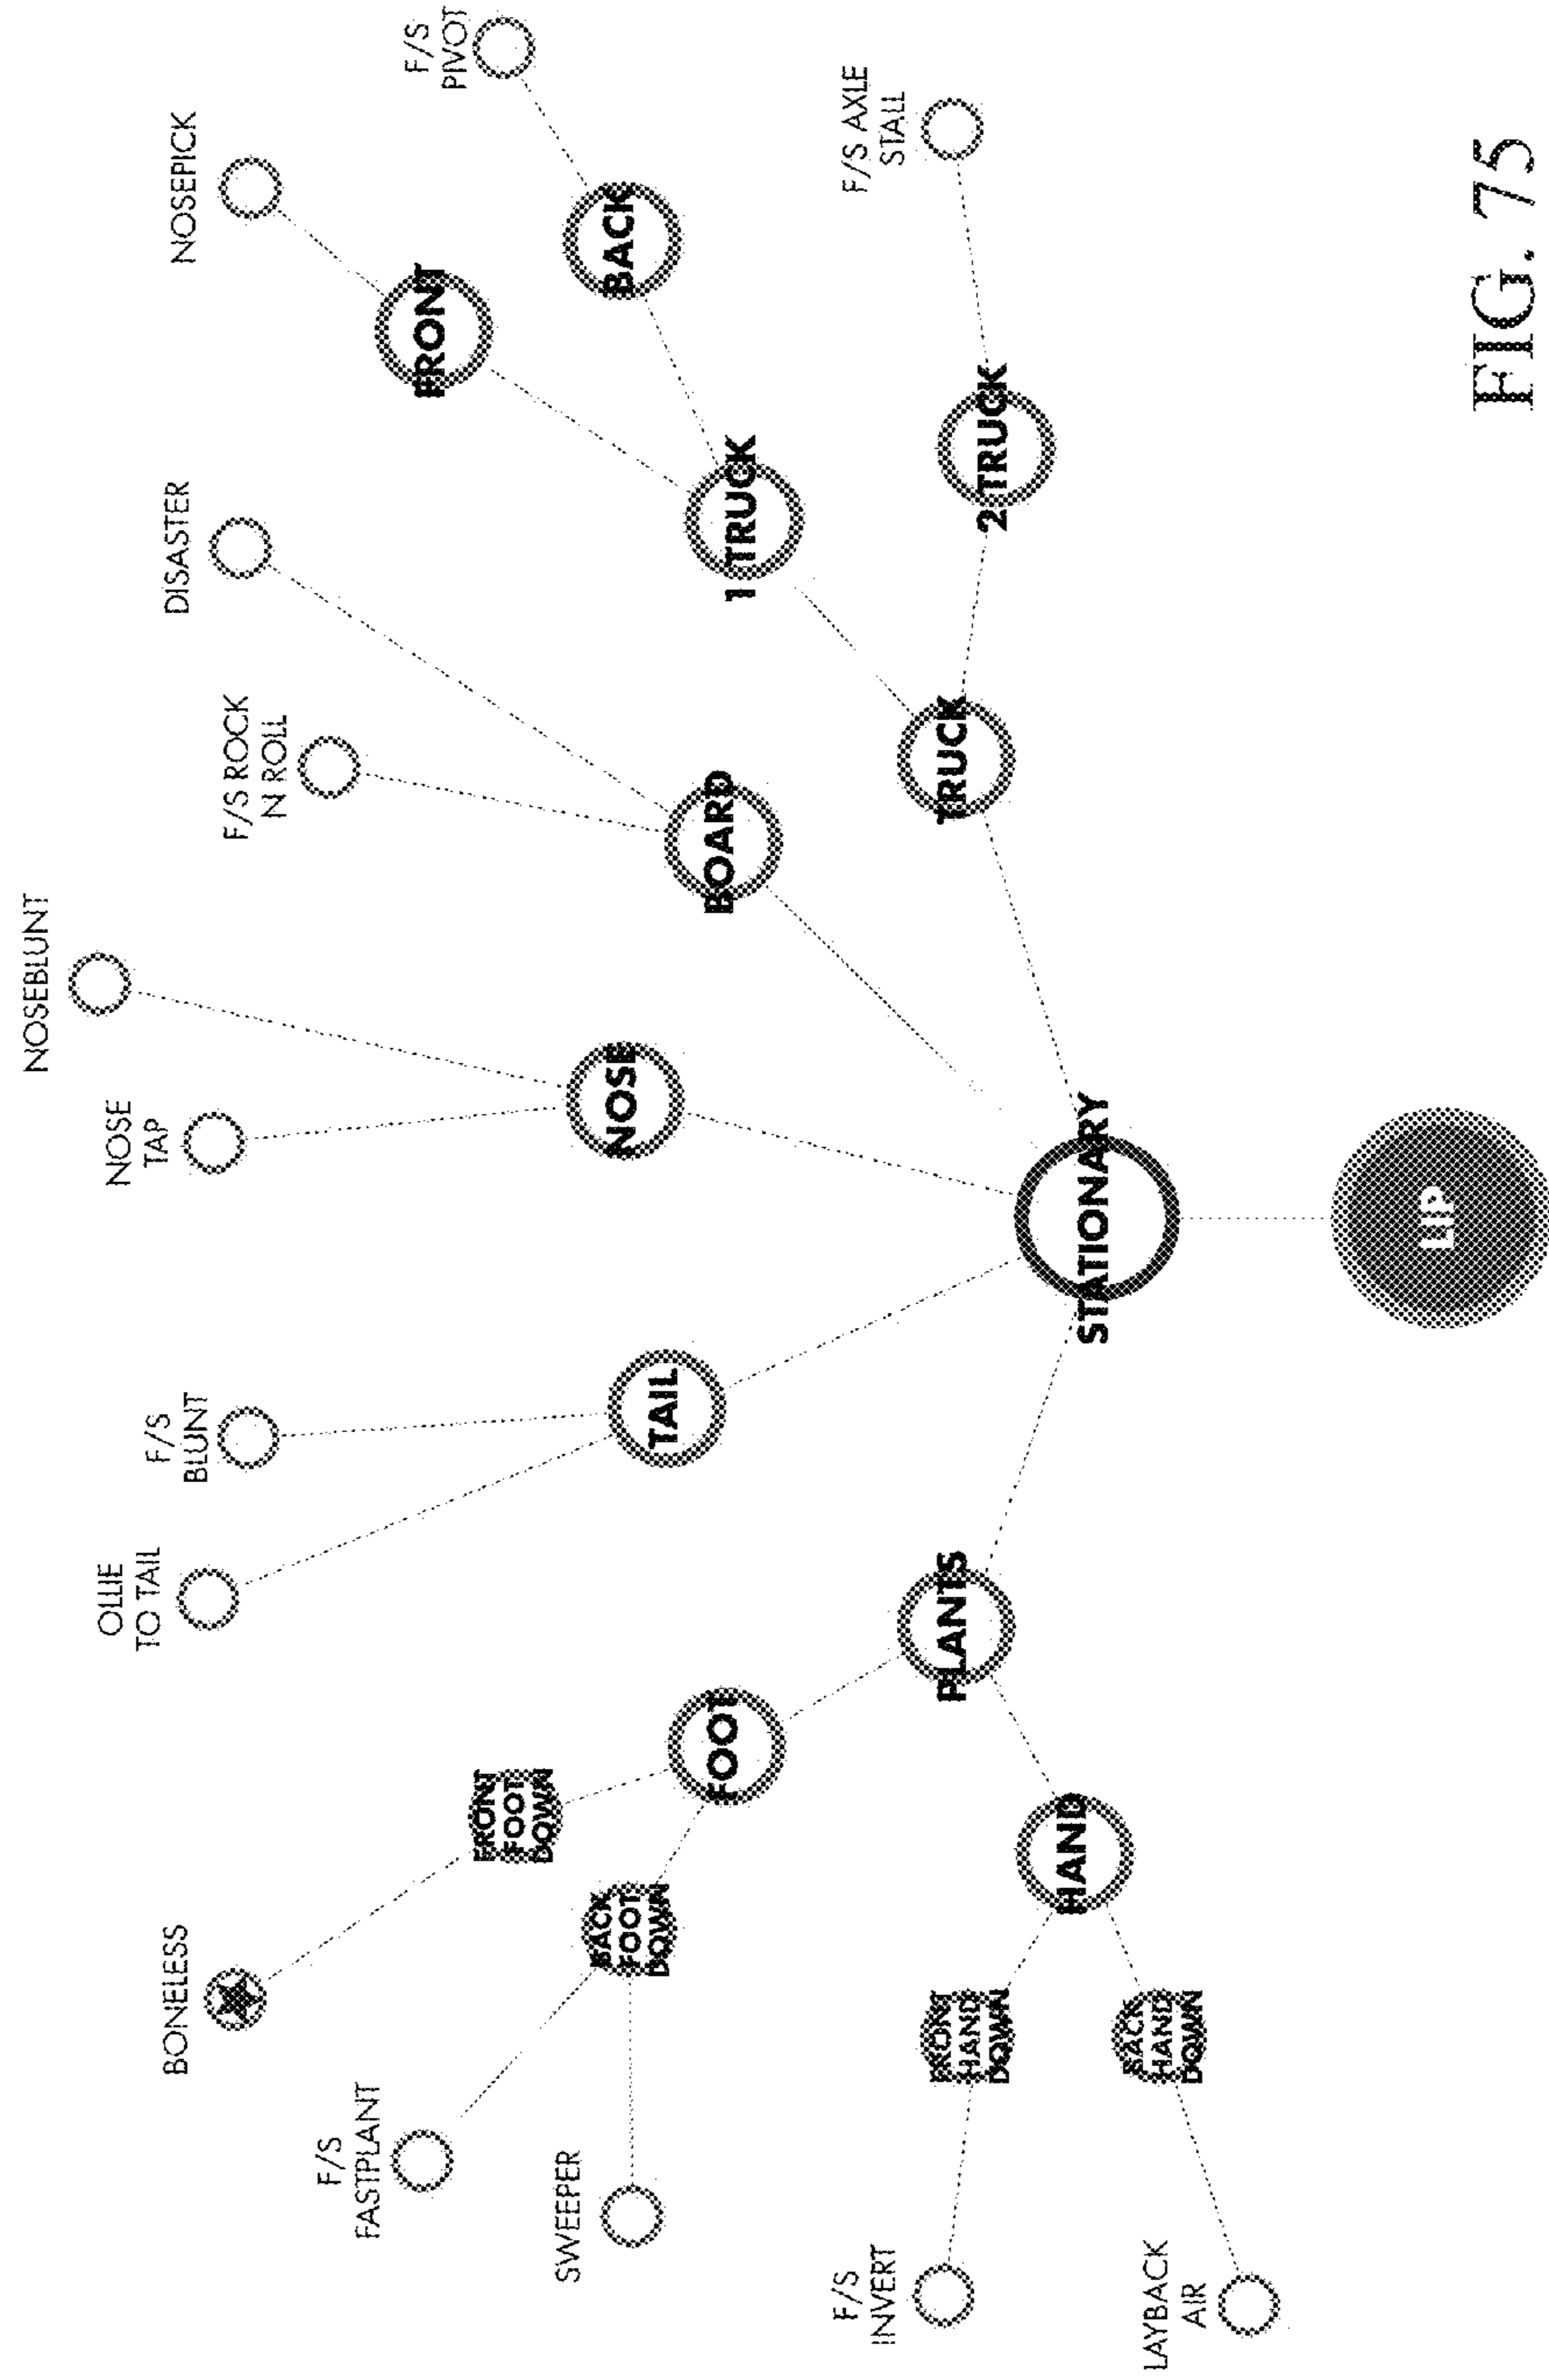 LAYBACK
AIR
F/S
INVERT
SWEEPER
F/S
FASTPLANT
BONELESS
OLLIE
TO TAIL
F/S
BLUNT
NOSE
TAP
NOSEBLUNT
F/S ROCK
N ROLL
DISASTER
NOSEPICK
F/S
PIVOT
F/S AXLE
STALL
FRONT
FOOT
DOWN
BACK
FOOT
DOWN
FRONT
HAND
DOWN
BACK
HAND
DOWN
FOOT
HAND
PLANTS
TAIL
NOSE
BOARD
TRUCK
1 TRUCK
2 TRUCK
FRONT
BACK
STATIONARY
LIP
FIG. 75